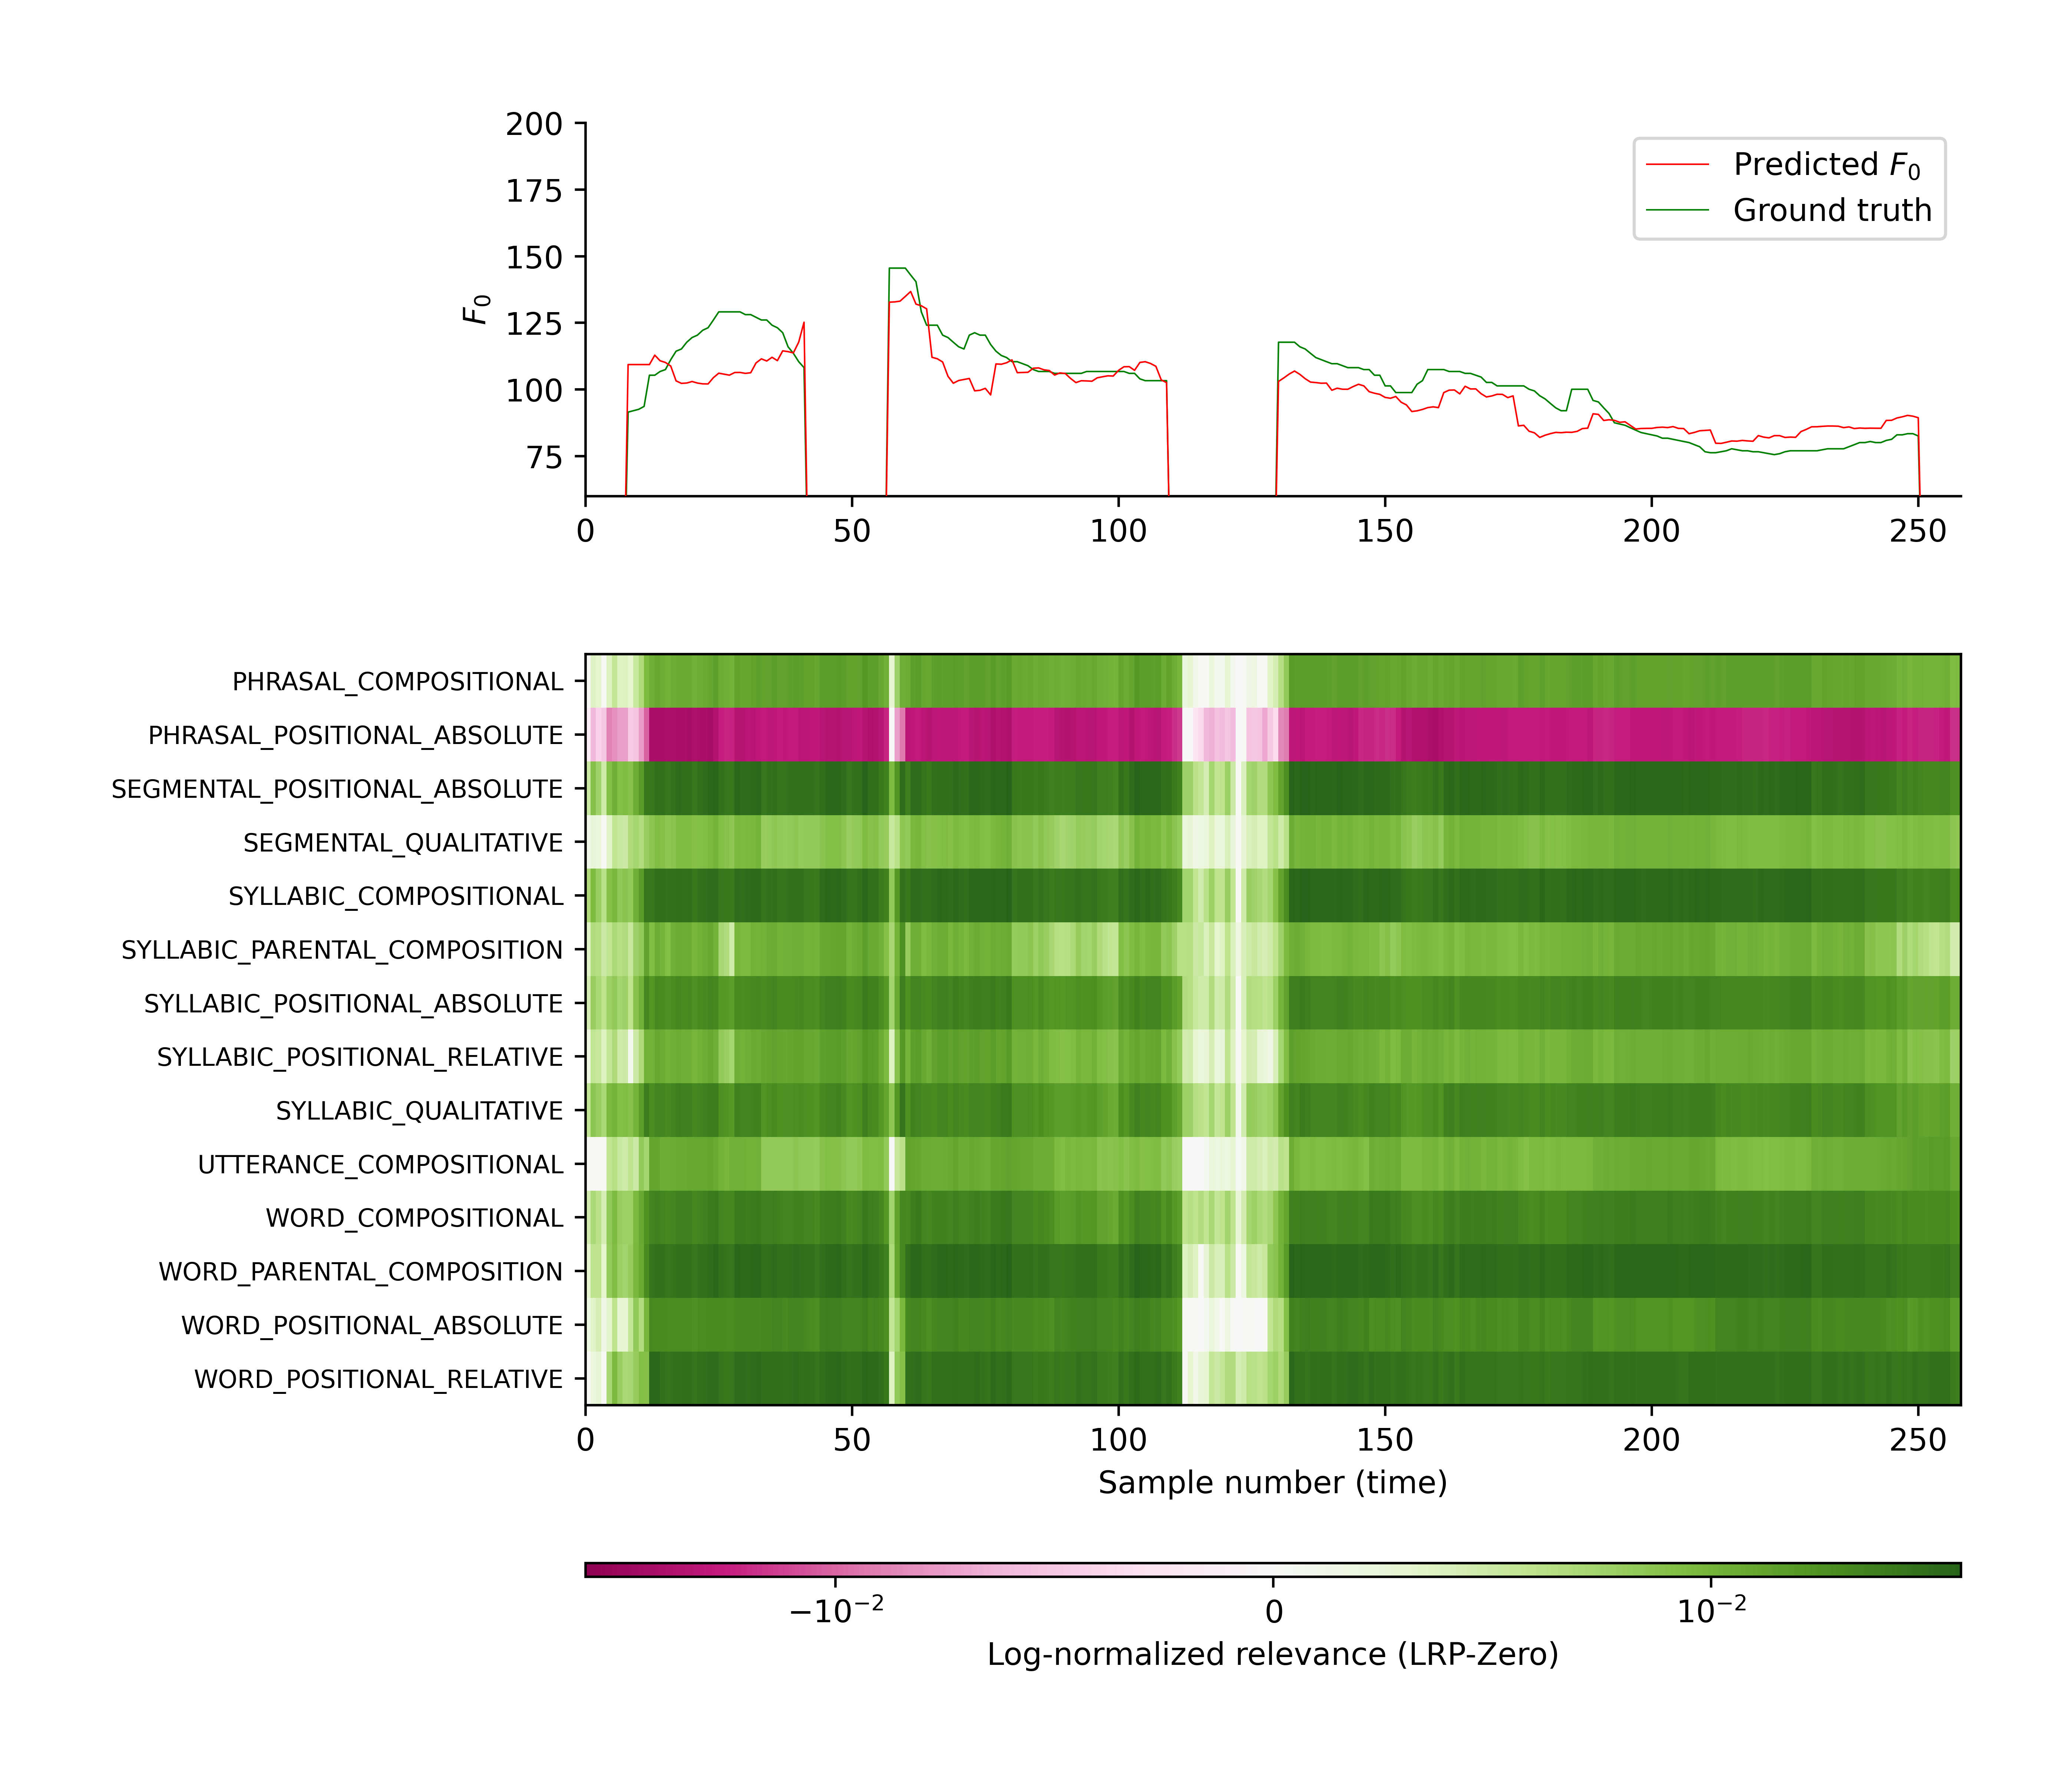 200
175
150
125
100
75
F0
Predicted F0
Ground truth
0 50 100 150 200 250
PHRASAL_COMPOSITIONAL
PHRASAL_POSITIONAL_ABSOLUTE
SEGMENTAL_POSITIONAL_ABSOLUTE
SEGMENTAL_QUALITATIVE
SYLLABIC_COMPOSITIONAL
SYLLABIC_PARENTAL_COMPOSITION
SYLLABIC_POSITIONAL_ABSOLUTE
SYLLABIC_POSITIONAL_RELATIVE
SYLLABIC_QUALITATIVE
UTTERANCE_COMPOSITIONAL
WORD_COMPOSITIONAL
WORD_PARENTAL_COMPOSITION
WORD_POSITIONAL_ABSOLUTE
WORD_POSITIONAL_RELATIVE
0 50 100 150 200 250
Sample number (time)
−10⁻² 0 10⁻²
Log-normalized relevance (LRP-Zero)